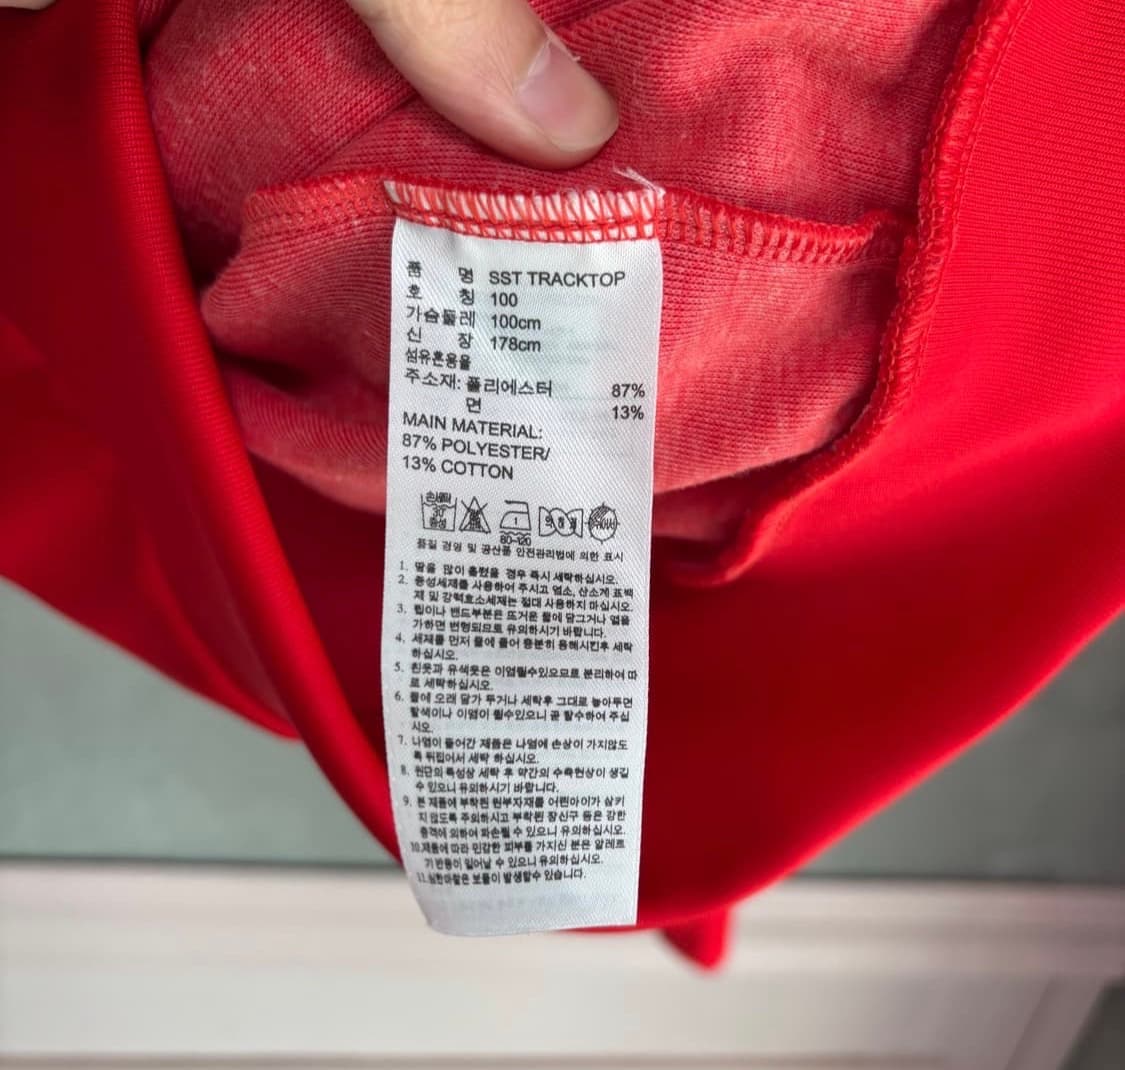 품 명 SST TRACKTOP
호 칭 100
가슴둘레 100cm
신 장 178cm
섬유혼용율
주소재: 폴리에스터 87%
면 13%
MAIN MATERIAL:
87% POLYESTER/
13% COTTON
손세탁
30
중성
1
80-120
품질 경영 및 공산품 안전관리법에 의한 표시
1. 땀을 많이 흘렸을 경우 즉시 세탁하십시오.
2. 중성세제를 사용하여 주시고 염소, 산소계 표백
제 및 강력효소세제는 절대 사용하지 마십시오.
3. 립이나 밴드부분은 뜨거운 물에 담그거나 열을
가하면 변형되므로 유의하시기 바랍니다.
4. 세제를 먼저 물에 풀어 충분히 용해시킨후 세탁
하십시오.
5. 흰옷과 유색옷은 이염될수있으므로 분리하여 따
로 세탁하십시오.
6. 물에 오래 담가 두거나 세탁후 그대로 놓아두면
탈색이나 이염이 될수있으니 곧 탈수하여 주십
시오.
7. 나염이 들어간 제품은 나염에 손상이 가지않도
록 뒤집어서 세탁 하십시오.
8. 원단의 특성상 세탁 후 약간의 수축현상이 생길
수 있으니 유의하시기 바랍니다.
9. 본 제품에 부착된 원부자재를 어린아이가 삼키
지 않도록 주의하시고 부착된 장신구 등은 강한
충격에 의하여 파손될 수 있으니 유의하십시오.
10.제품에 따라 민감한 피부를 가지신 분은 알레르
기 반응이 일어날 수 있으니 유의하십시오.
11.심한마찰은 보풀이 발생할수 있습니다.